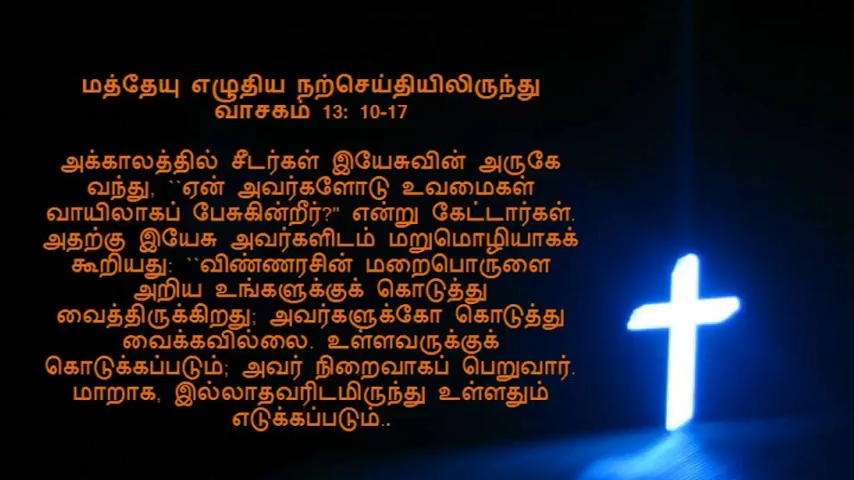 மத்தேயு எழுதிய நற்செய்தியிலிருந்து
வாசகம் 13: 10-17
அக்காலத்தில் சீடர்கள் இயேசுவின் அருகே
வந்து, ``ஏன் அவர்களோடு உவமைகள்
வாயிலாகப் பேசுகின்றீர்?'' என்று கேட்டார்கள்.
அதற்கு இயேசு அவர்களிடம் மறுமொழியாகக்
கூறியது: ``விண்ணரசின் மறைபொருளை
அறிய உங்களுக்குக் கொடுத்து
வைத்திருக்கிறது; அவர்களுக்கோ கொடுத்து
வைக்கவில்லை. உள்ளவருக்குக்
கொடுக்கப்படும்; அவர் நிறைவாகப் பெறுவார்.
மாறாக, இல்லாதவரிடமிருந்து உள்ளதும்
எடுக்கப்படும்..